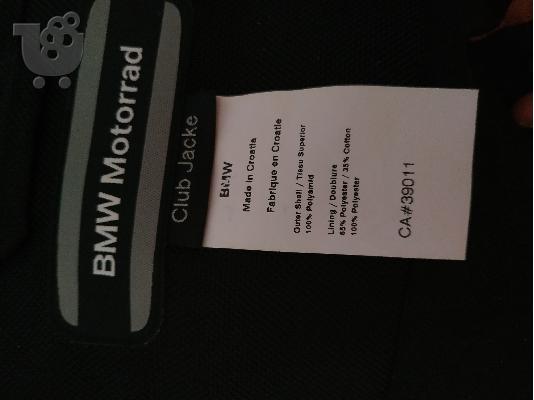 BMW Motorrad
Club Jacke
BMW
Made in Croatia
Fabrique en Croatie
Outer Shell / Tissu Superior
100% Polyamid
Lining / Doublure
65% Polyester / 35% Cotton
100% Polyester
CA#39011